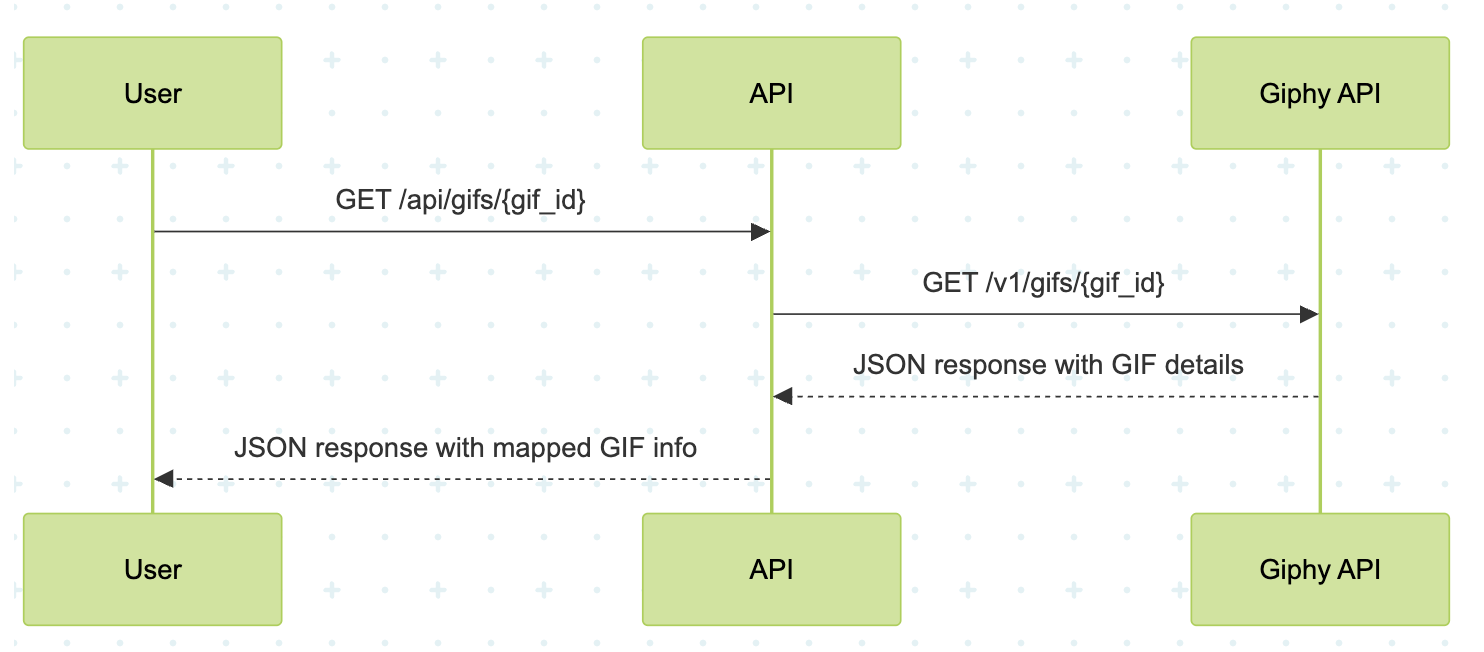 User
API
Giphy API
GET /api/gifs/{gif_id}
GET /v1/gifs/{gif_id}
JSON response with GIF details
JSON response with mapped GIF info
User
API
Giphy API